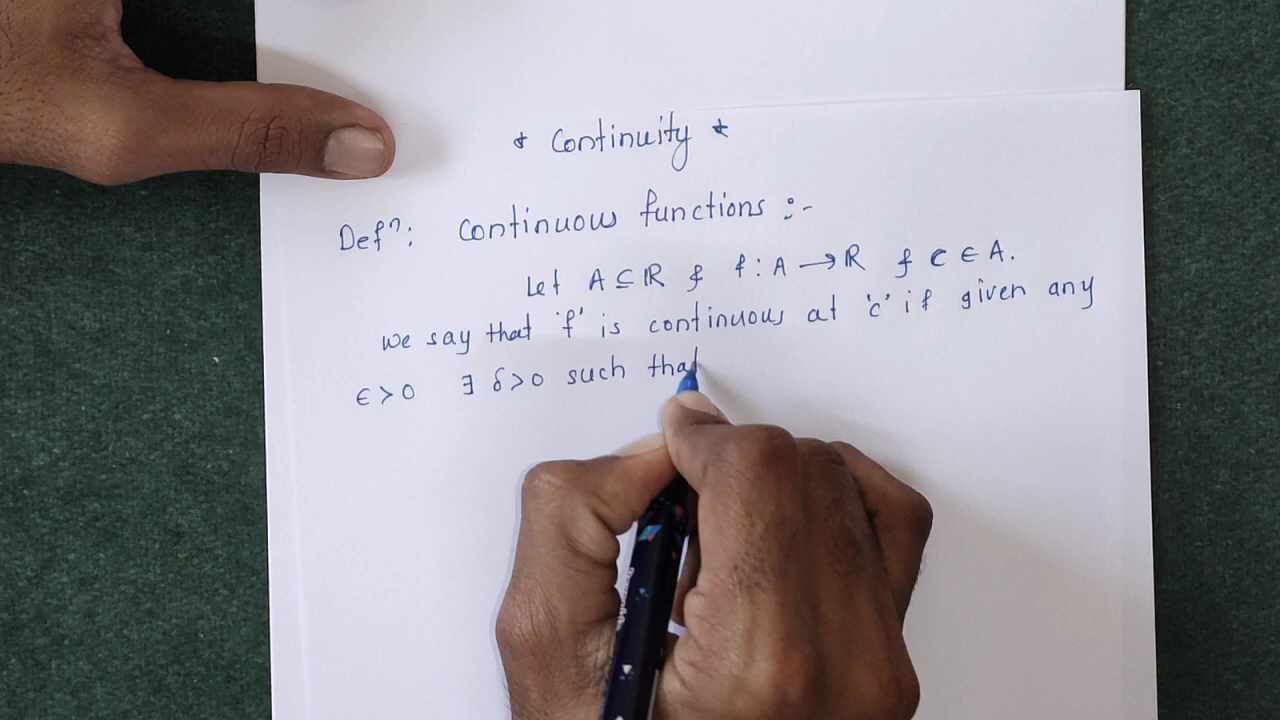 * Continuity *
Defⁿ: continuous functions :-
Let A ⊆ ℝ & f : A → ℝ & c ∈ A.
we say that 'f' is continuous at 'c' if given any
ϵ > 0 ∃ δ > 0 such that